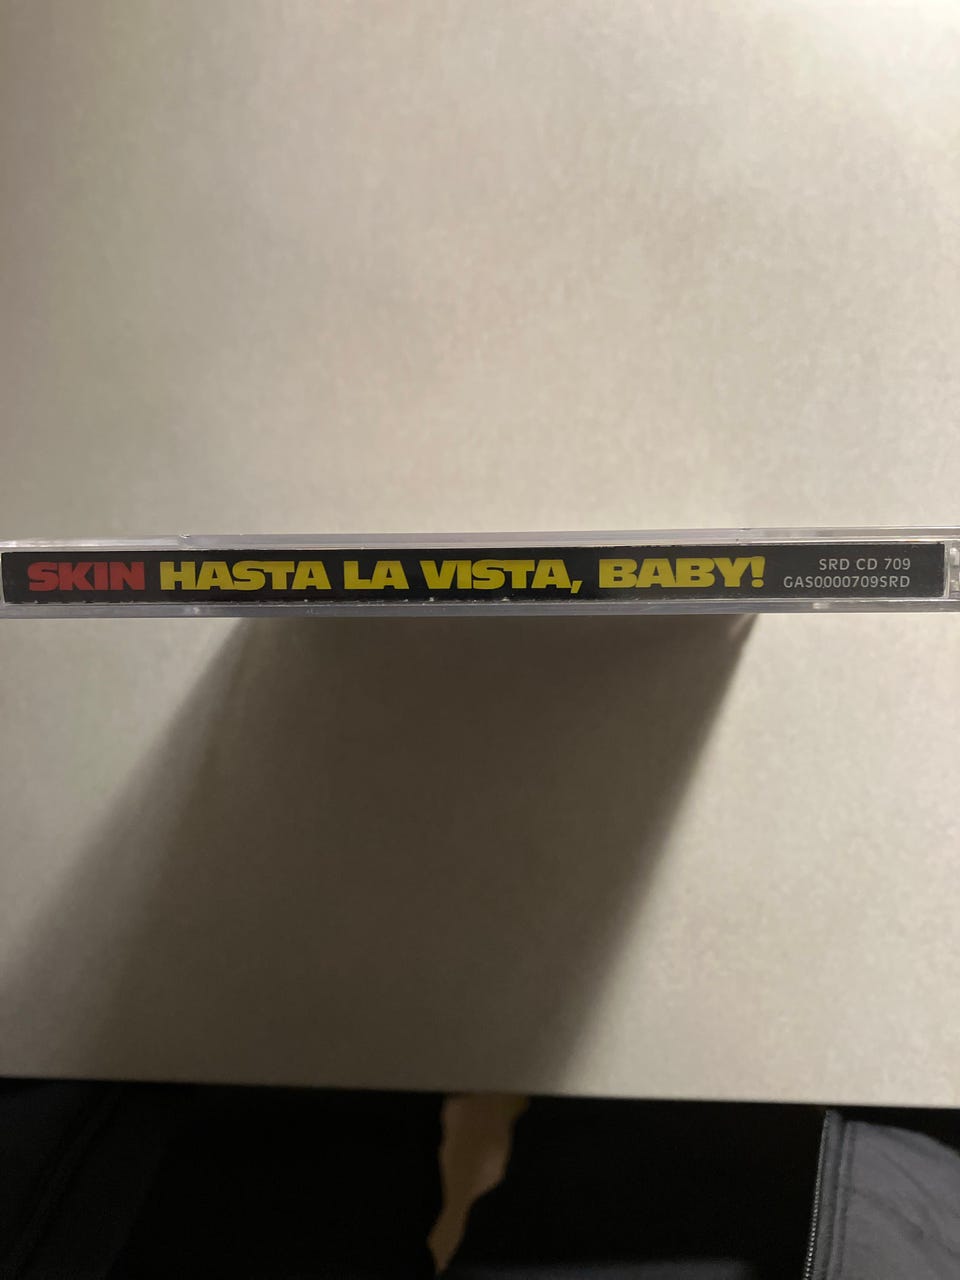 SKIN HASTA LA VISTA, BABY!
SRD CD 709
GAS0000709SRD